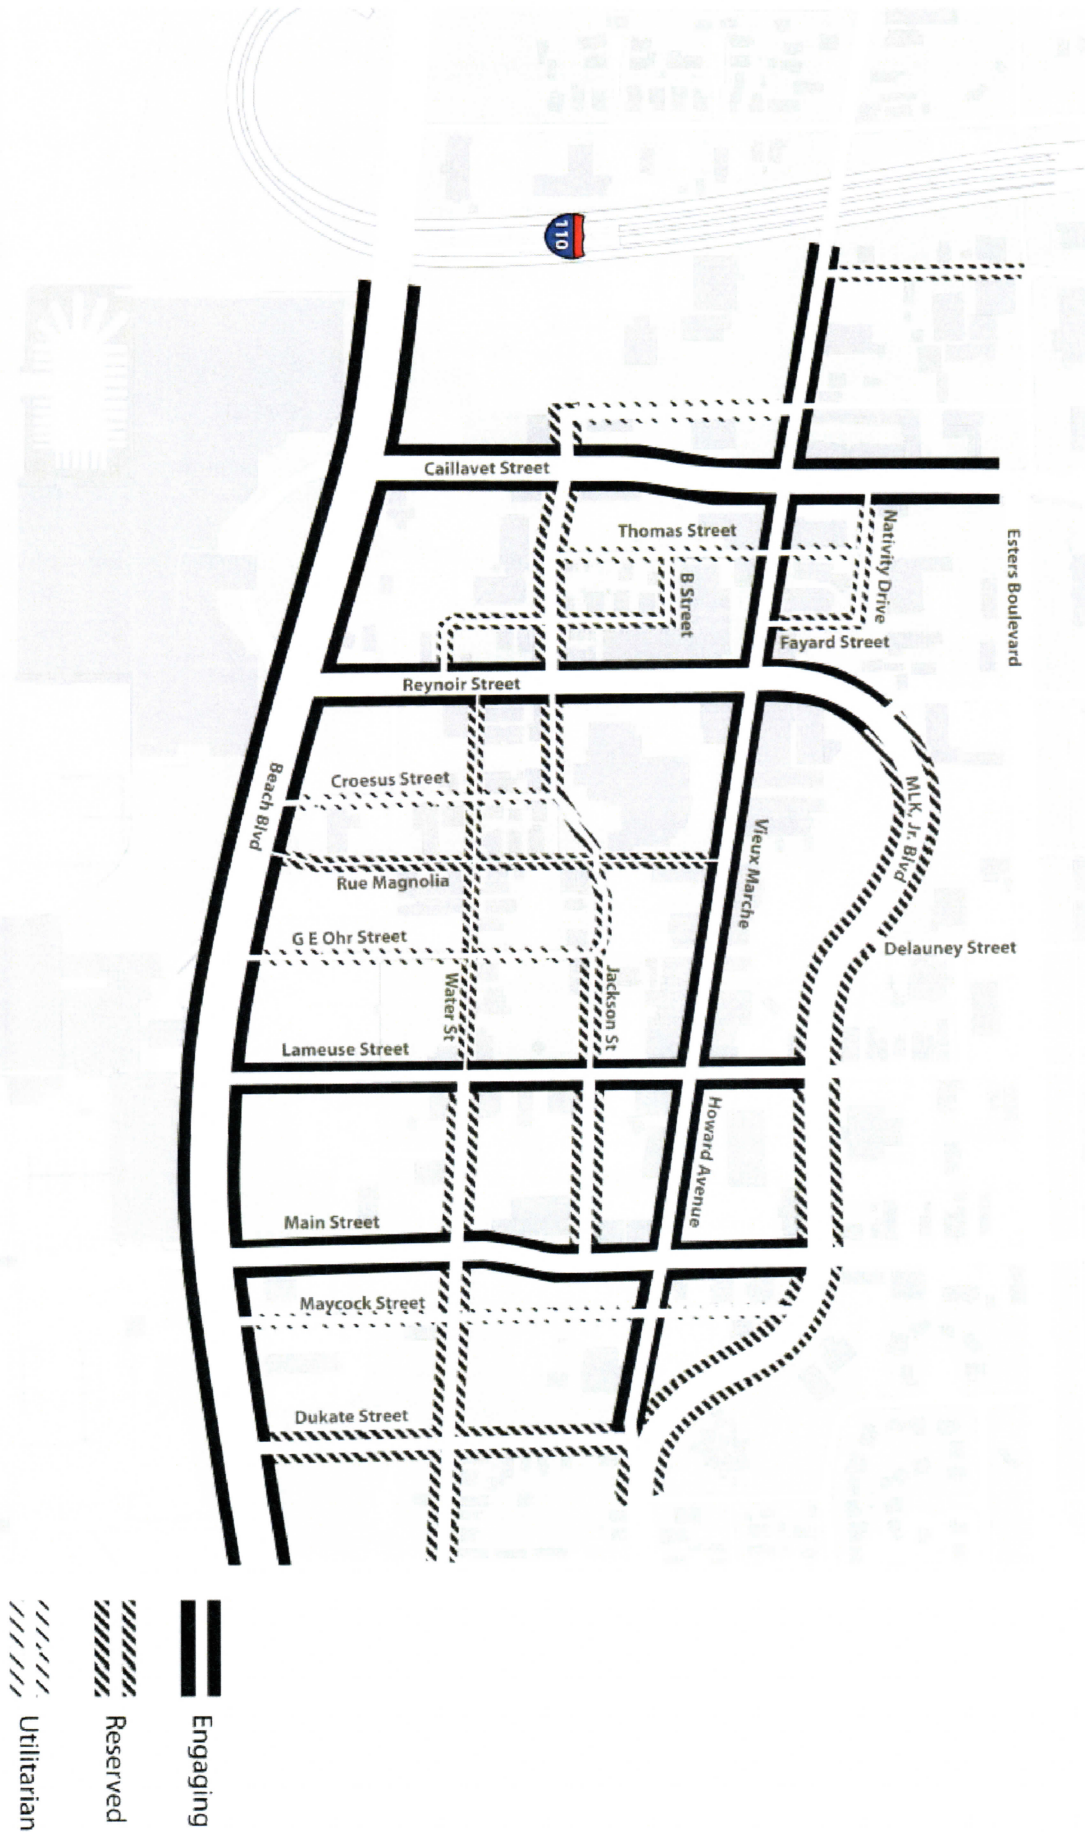 110
Caillavet Street
Thomas Street
B Street
Nativity Drive
Esters Boulevard
Fayard Street
Reynoir Street
Croesus Street
Beach Blvd
Rue Magnolia
Vieux Marche
MLK, Jr. Blvd
Delauney Street
G E Ohr Street
Water St
Jackson St
Lameuse Street
Howard Avenue
Main Street
Maycock Street
Dukate Street
Engaging
Reserved
Utilitarian